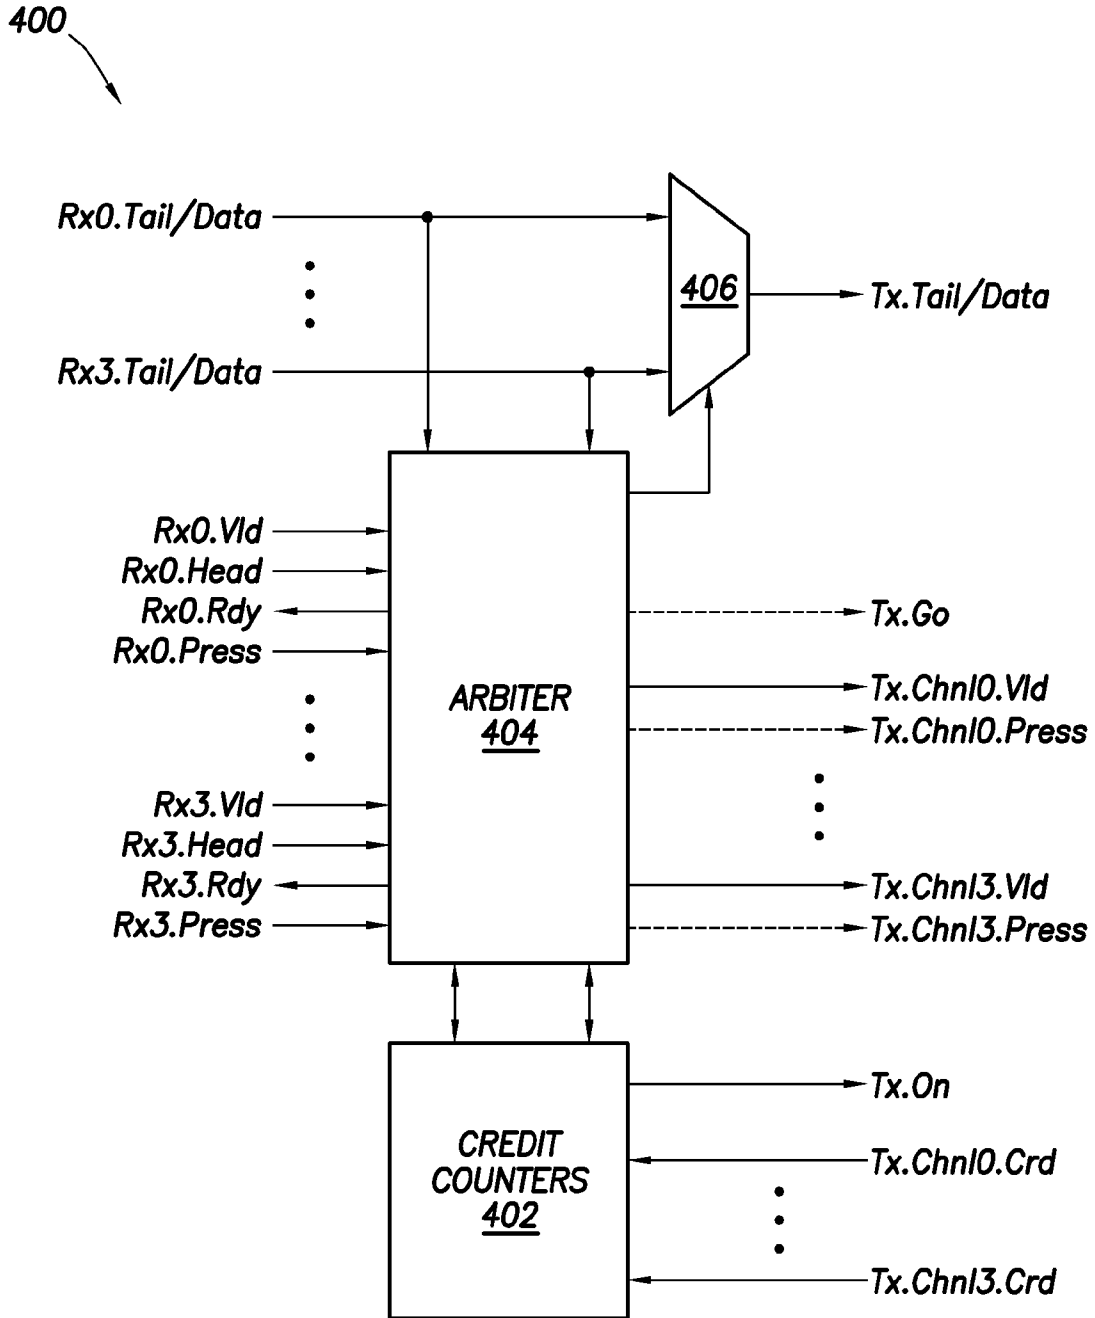 400
Rx0.Tail/Data
406
Tx.Tail/Data
Rx3.Tail/Data
Rx0.Vld
Rx0.Head
Rx0.Rdy
Tx.Go
Rx0.Press
Tx.Chnl0.Vld
ARBITER
404
Tx.Chnl0.Press
Rx3.Vld
Rx3.Head
Rx3.Rdy
Tx.Chnl3.Vld
Rx3.Press
Tx.Chnl3.Press
Tx.On
CREDIT
COUNTERS
402
Tx.Chnl0.Crd
Tx.Chnl3.Crd